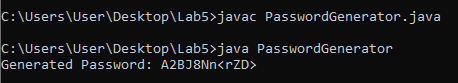 C:\Users\User\Desktop\Lab5>javac PasswordGenerator.java
C:\Users\User\Desktop\Lab5>java PasswordGenerator
Generated Password: A2BJ8Nn<rZD>